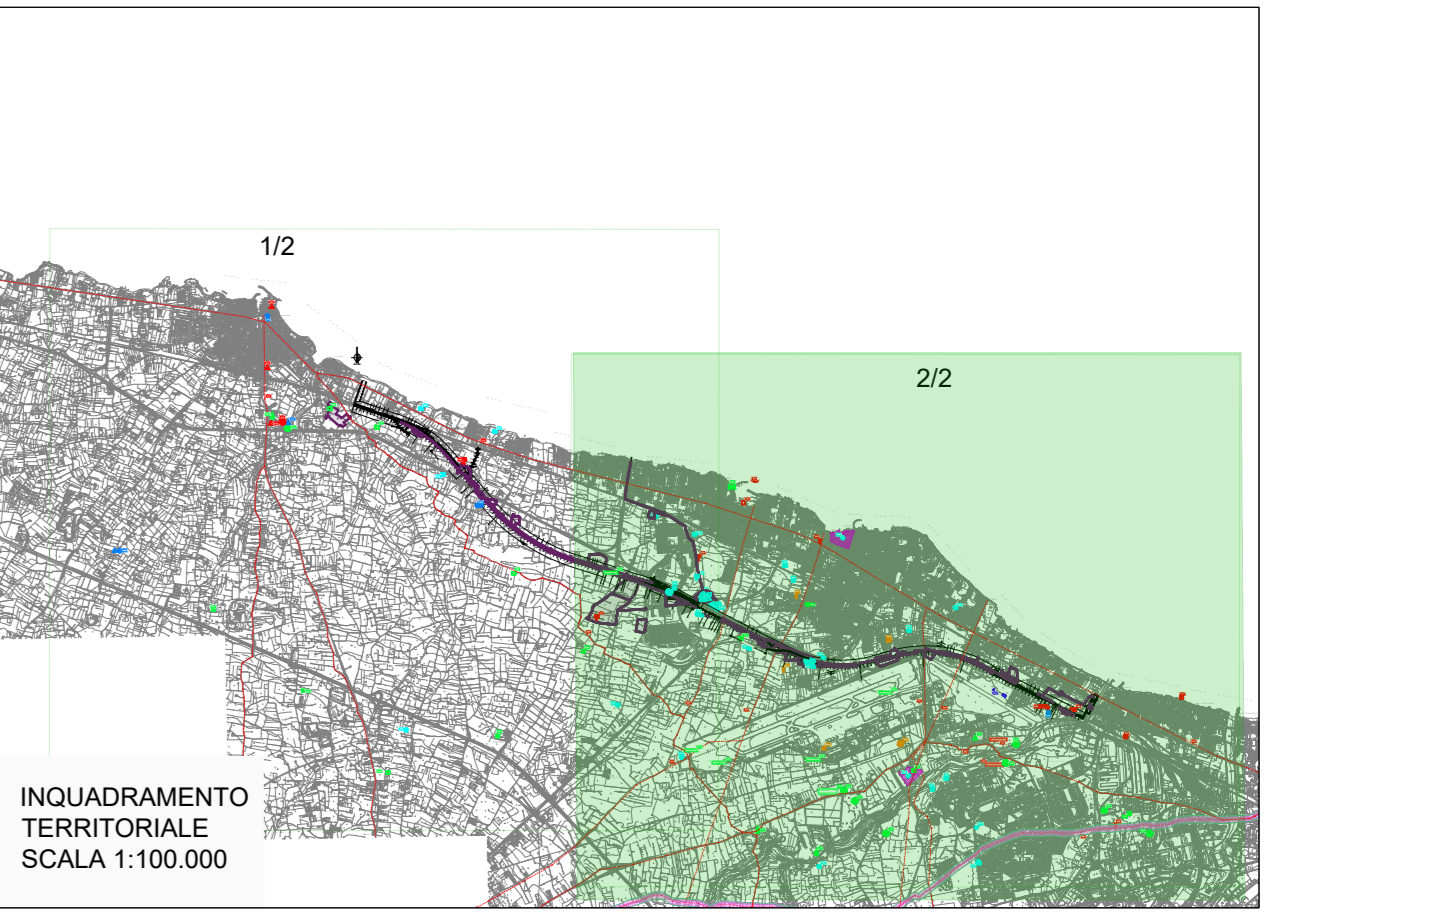 1/2
2/2
INQUADRAMENTO
TERRITORIALE
SCALA 1:100.000